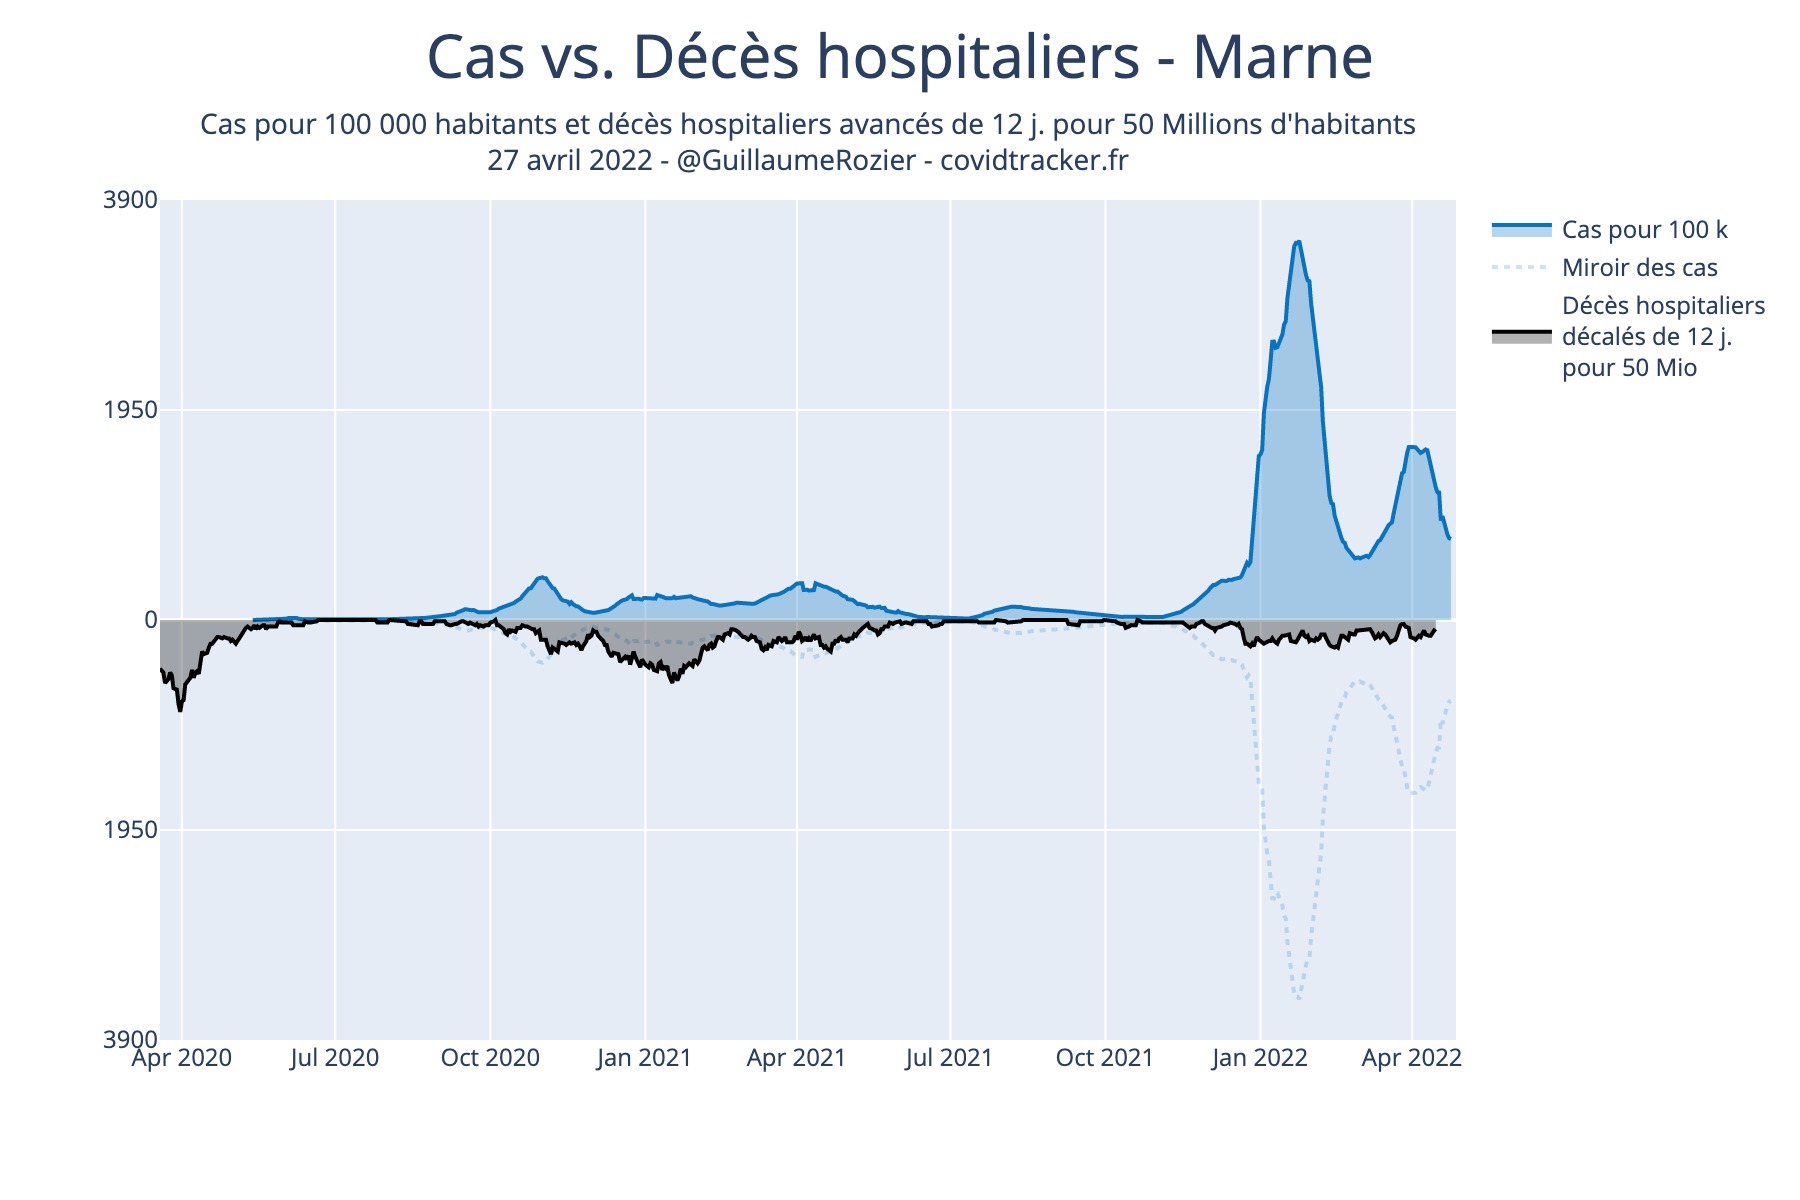 Cas vs. Décès hospitaliers - Marne
Cas pour 100 000 habitants et décès hospitaliers avancés de 12 j. pour 50 Millions d'habitants
27 avril 2022 - @GuillaumeRozier - covidtracker.fr
3900
1950
0
1950
3900
Apr 2020
Jul 2020
Oct 2020
Jan 2021
Apr 2021
Jul 2021
Oct 2021
Jan 2022
Apr 2022
Cas pour 100 k
Miroir des cas
Décès hospitaliers
décalés de 12 j.
pour 50 Mio